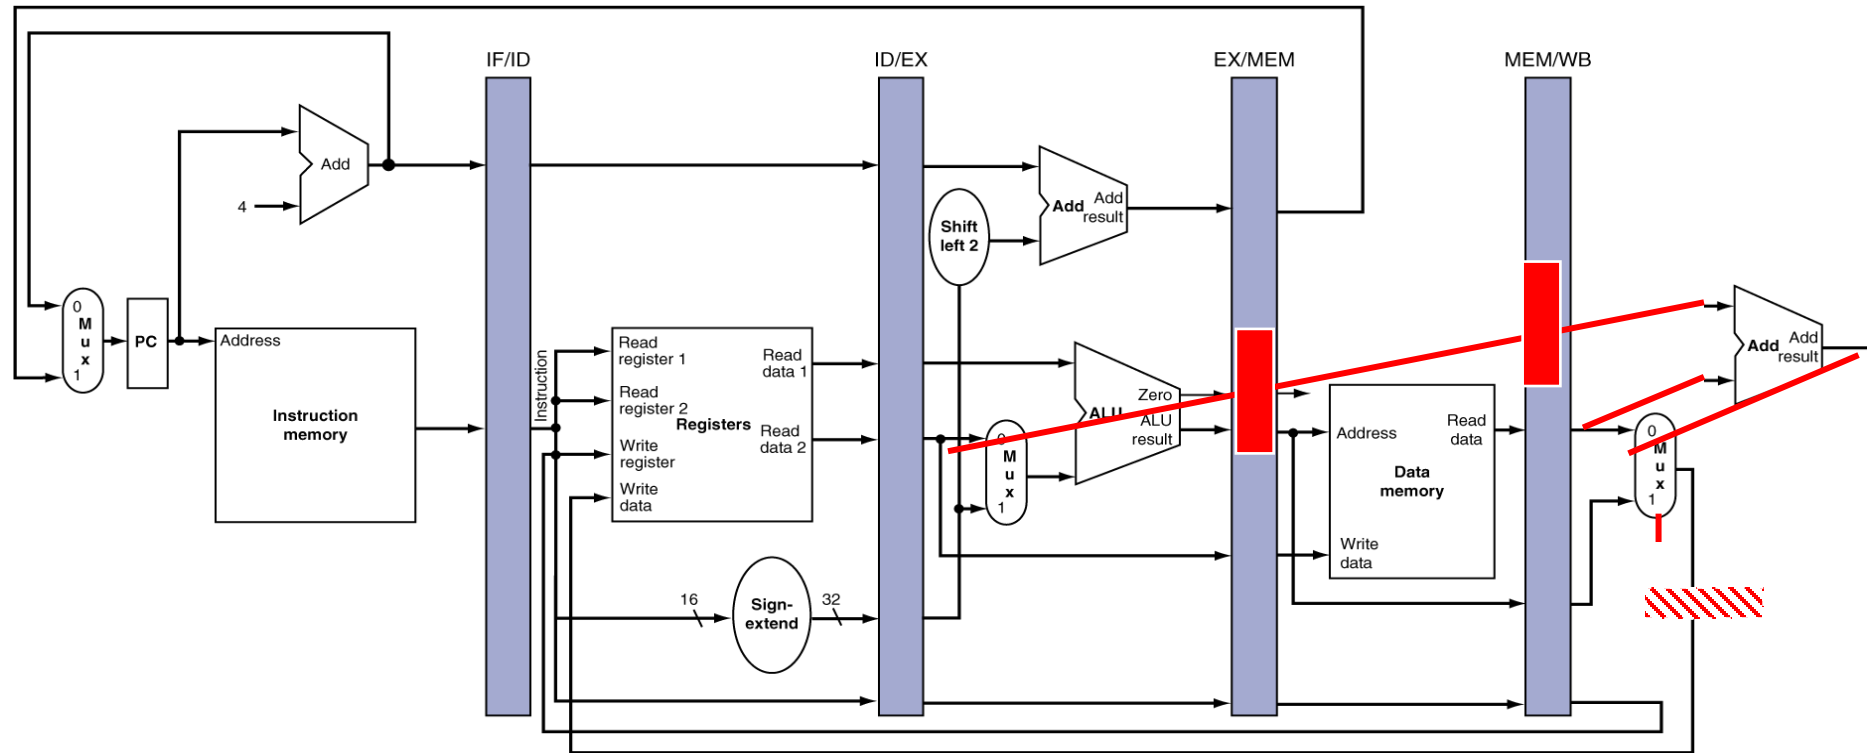 IF/ID
ID/EX
EX/MEM
MEM/WB
Add
4
Add
Add
result
Shift
left 2
0
M
u
x
1
PC
Address
Instruction
memory
Instruction
Read
register 1
Read
register 2
Write
register
Write
data
Registers
Read
data 1
Read
data 2
16
Sign-
extend
32
0
M
u
x
1
Zero
ALU
ALU
result
Address
Read
data
Data
memory
Write
data
Add
Add
result
0
M
u
x
1